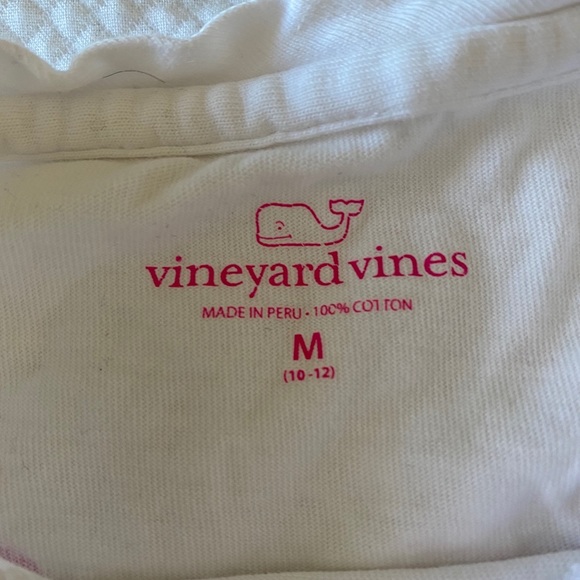 vineyard vines
MADE IN PERU • 100% COTTON
M
(10-12)